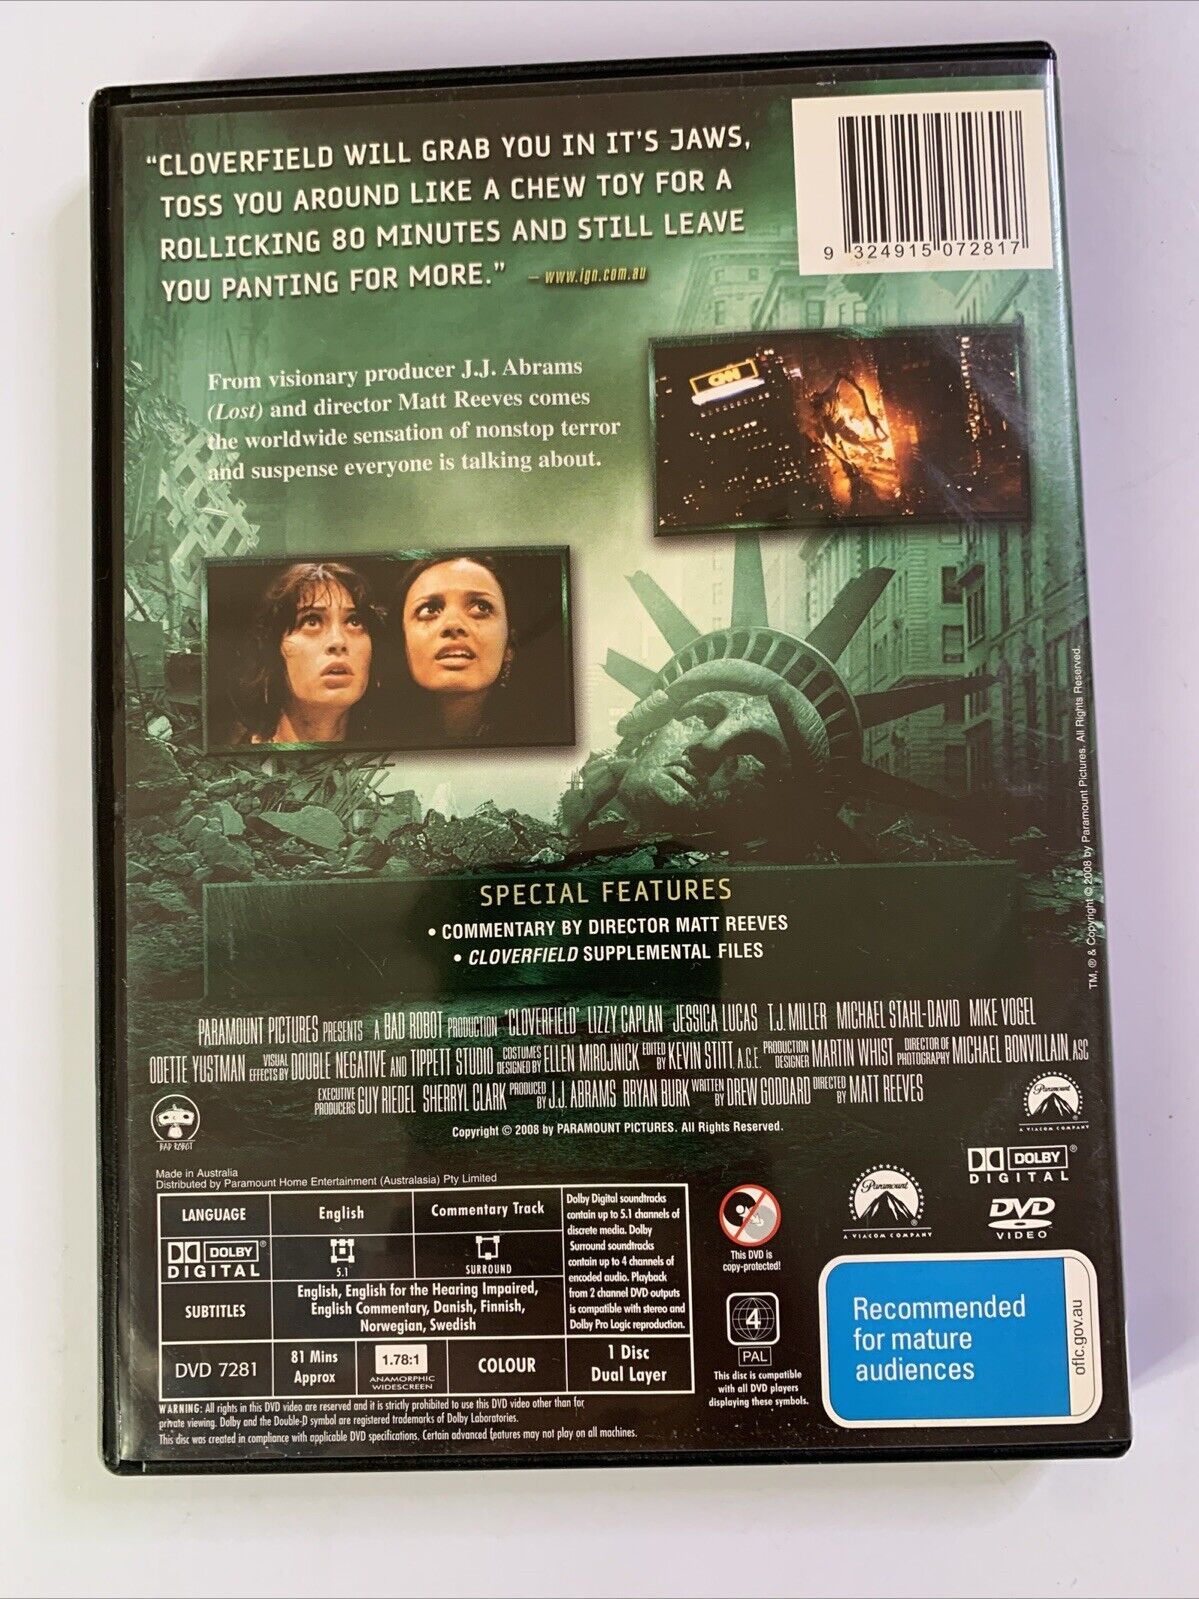 “CLOVERFIELD WILL GRAB YOU IN IT'S JAWS,
TOSS YOU AROUND LIKE A CHEW TOY FOR A
ROLLICKING 80 MINUTES AND STILL LEAVE
YOU PANTING FOR MORE.” – www.ign.com.au
9 324915 072817
From visionary producer J.J. Abrams
(Lost) and director Matt Reeves comes
the worldwide sensation of nonstop terror
and suspense everyone is talking about.
CNN
TM, ® & Copyright © 2008 by Paramount Pictures. All Rights Reserved.
SPECIAL FEATURES
• COMMENTARY BY DIRECTOR MATT REEVES
• CLOVERFIELD SUPPLEMENTAL FILES
PARAMOUNT PICTURES PRESENTS A BAD ROBOT PRODUCTION 'CLOVERFIELD' LIZZY CAPLAN JESSICA LUCAS T.J. MILLER MICHAEL STAHL-DAVID MIKE VOGEL
ODETTE YUSTMAN VISUAL EFFECTS BY DOUBLE NEGATIVE AND TIPPETT STUDIO COSTUMES DESIGNED BY ELLEN MIROJNICK EDITED BY KEVIN STITT A.C.E. PRODUCTION DESIGNER MARTIN WHIST DIRECTOR OF PHOTOGRAPHY MICHAEL BONVILLAIN ASC
EXECUTIVE PRODUCERS GUY RIEDEL SHERRYL CLARK PRODUCED BY J.J. ABRAMS BRYAN BURK WRITTEN BY DREW GODDARD DIRECTED BY MATT REEVES
BAD ROBOT
Copyright © 2008 by PARAMOUNT PICTURES. All Rights Reserved.
Paramount
A VIACOM COMPANY
Made in Australia
Distributed by Paramount Home Entertainment (Australasia) Pty Limited
LANGUAGE
English
Commentary Track
DOLBY®
DIGITAL
5.1
SURROUND
SUBTITLES
English, English for the Hearing Impaired,
English Commentary, Danish, Finnish,
Norwegian, Swedish
DVD 7281
81 Mins
Approx
1.78:1
ANAMORPHIC
WIDESCREEN
COLOUR
Dolby Digital soundtracks
contain up to 5.1 channels of
discrete media. Dolby
Surround soundtracks
contain up to 4 channels of
encoded audio. Playback
from 2 channel DVD outputs
is compatible with stereo and
Dolby Pro Logic reproduction.
1 Disc
Dual Layer
This DVD is
copy-protected!
4
PAL
This disc is compatible
with all DVD players
displaying these symbols.
Paramount®
A VIACOM COMPANY
DOLBY®
DIGITAL
DVD
VIDEO
Recommended
for mature
audiences
oflc.gov.au
WARNING: All rights in this DVD video are reserved and it is strictly prohibited to use this DVD video other than for
private viewing. Dolby and the Double-D symbol are registered trademarks of Dolby Laboratories.
This disc was created in compliance with applicable DVD specifications. Certain advanced features may not play on all machines.